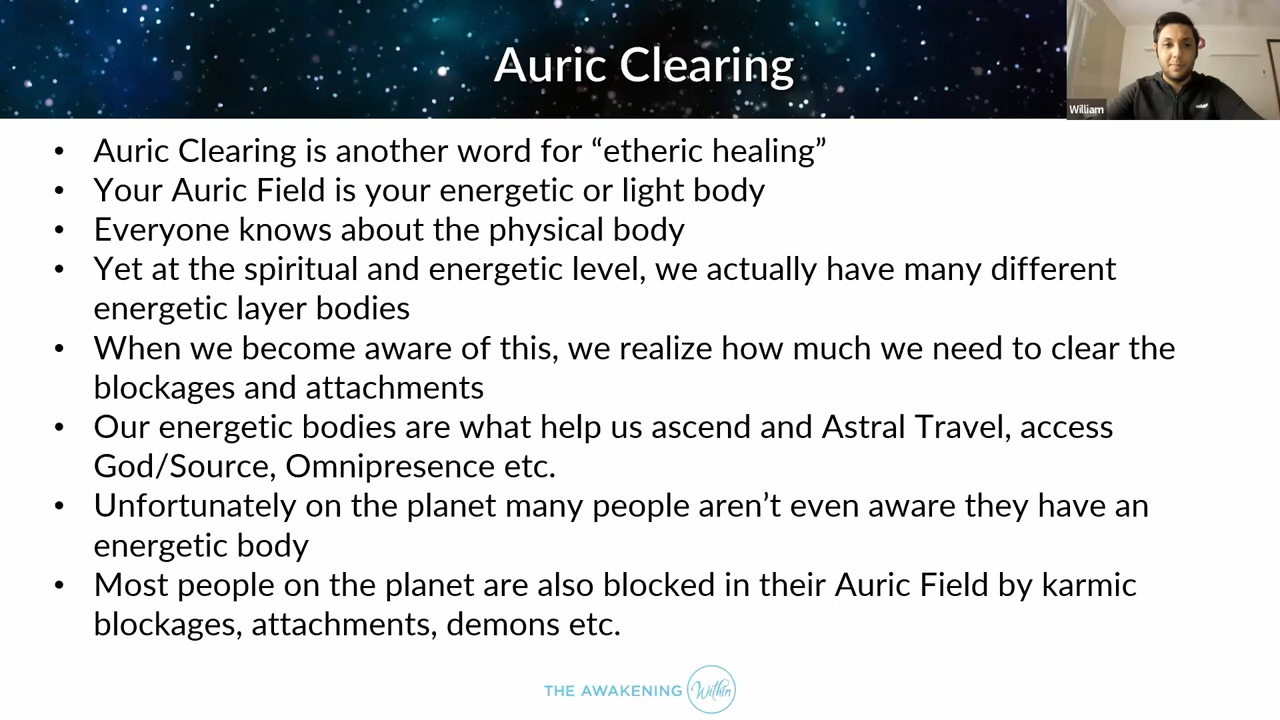 Auric Clearing
William
• Auric Clearing is another word for “etheric healing”
• Your Auric Field is your energetic or light body
• Everyone knows about the physical body
• Yet at the spiritual and energetic level, we actually have many different
energetic layer bodies
• When we become aware of this, we realize how much we need to clear the
blockages and attachments
• Our energetic bodies are what help us ascend and Astral Travel, access
God/Source, Omnipresence etc.
• Unfortunately on the planet many people aren’t even aware they have an
energetic body
• Most people on the planet are also blocked in their Auric Field by karmic
blockages, attachments, demons etc.
THE AWAKENING Within